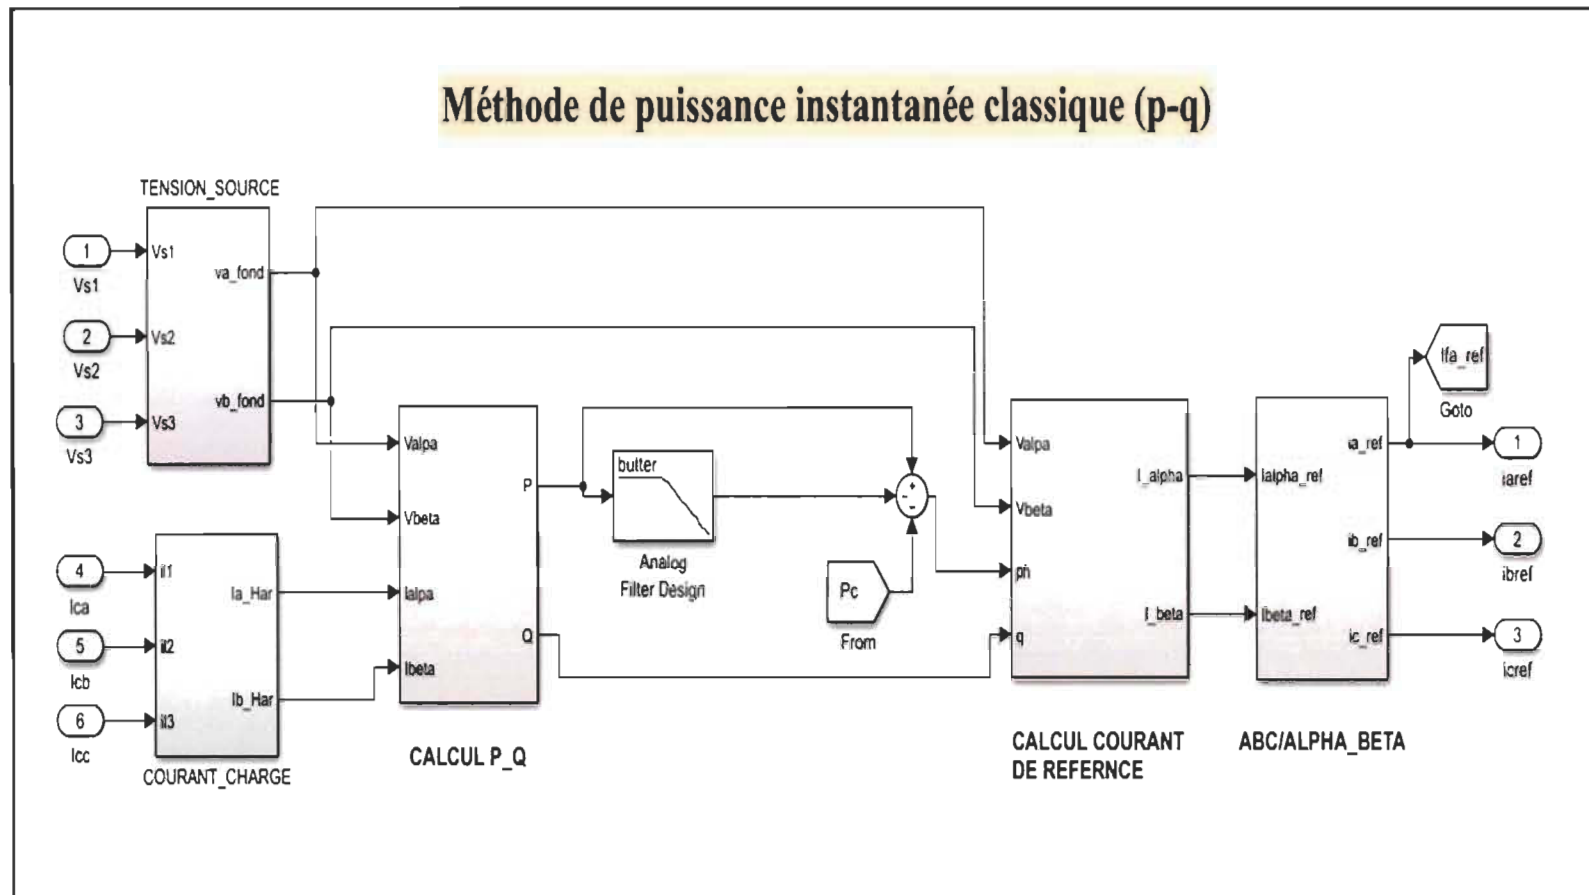 Méthode de puissance instantanée classique (p-q)
TENSION_SOURCE
1
Vs1
2
Vs2
3
Vs3
Vs1
Vs2
Vs3
va_fond
vb_fond
4
Ica
5
Icb
6
Icc
il1
il2
il3
Ia_Har
Ib_Har
COURANT_CHARGE
Valpa
Vbeta
Ialpa
Ibeta
P
Q
CALCUL P_Q
butter
Analog
Filter Design
+
-
-
Pc
From
Valpa
Vbeta
ph
q
I_alpha
I_beta
CALCUL COURANT
DE REFERNCE
Ialpha_ref
Ibeta_ref
ia_ref
ib_ref
ic_ref
ABC/ALPHA_BETA
Ifa_ref
Goto
1
iaref
2
ibref
3
icref